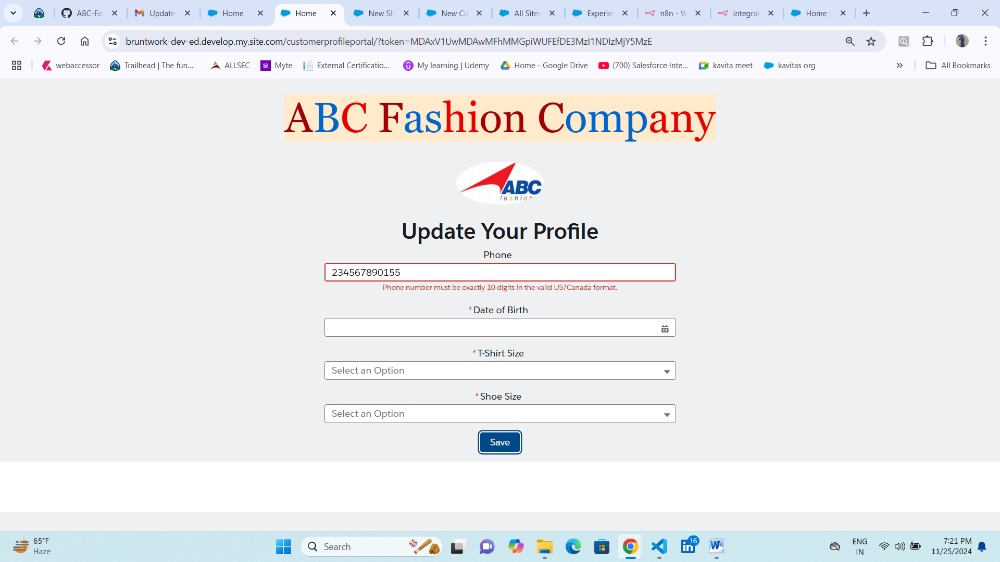 ABC-Fas
Update
Home
Home
New Sh
New Cu
All Sites
Experien
n8n - W
integrat
Home |
bruntwork-dev-ed.develop.my.site.com/customerprofileportal/?token=MDAxV1UwMDAwMFhMMGpiWUFEfDE3MzI1NDIzMjY5MzE
webaccessor
Trailhead | The fun...
ALLSEC
Myte
External Certificatio...
My learning | Udemy
Home - Google Drive
(700) Salesforce Inte...
kavita meet
kavitas org
All Bookmarks
ABC Fashion Company
ABC
fashion
Update Your Profile
Phone
234567890155
Phone number must be exactly 10 digits in the valid US/Canada format.
*Date of Birth
*T-Shirt Size
Select an Option
*Shoe Size
Select an Option
Save
65°F
Haze
Search
16
ENG
IN
7:21 PM
11/25/2024